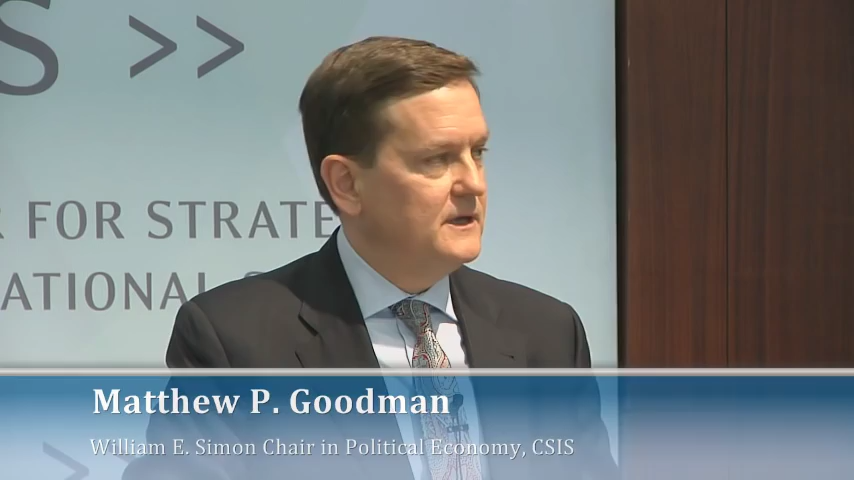 S >>
R FOR STRATE
ATIONAL S
Matthew P. Goodman
William E. Simon Chair in Political Economy, CSIS